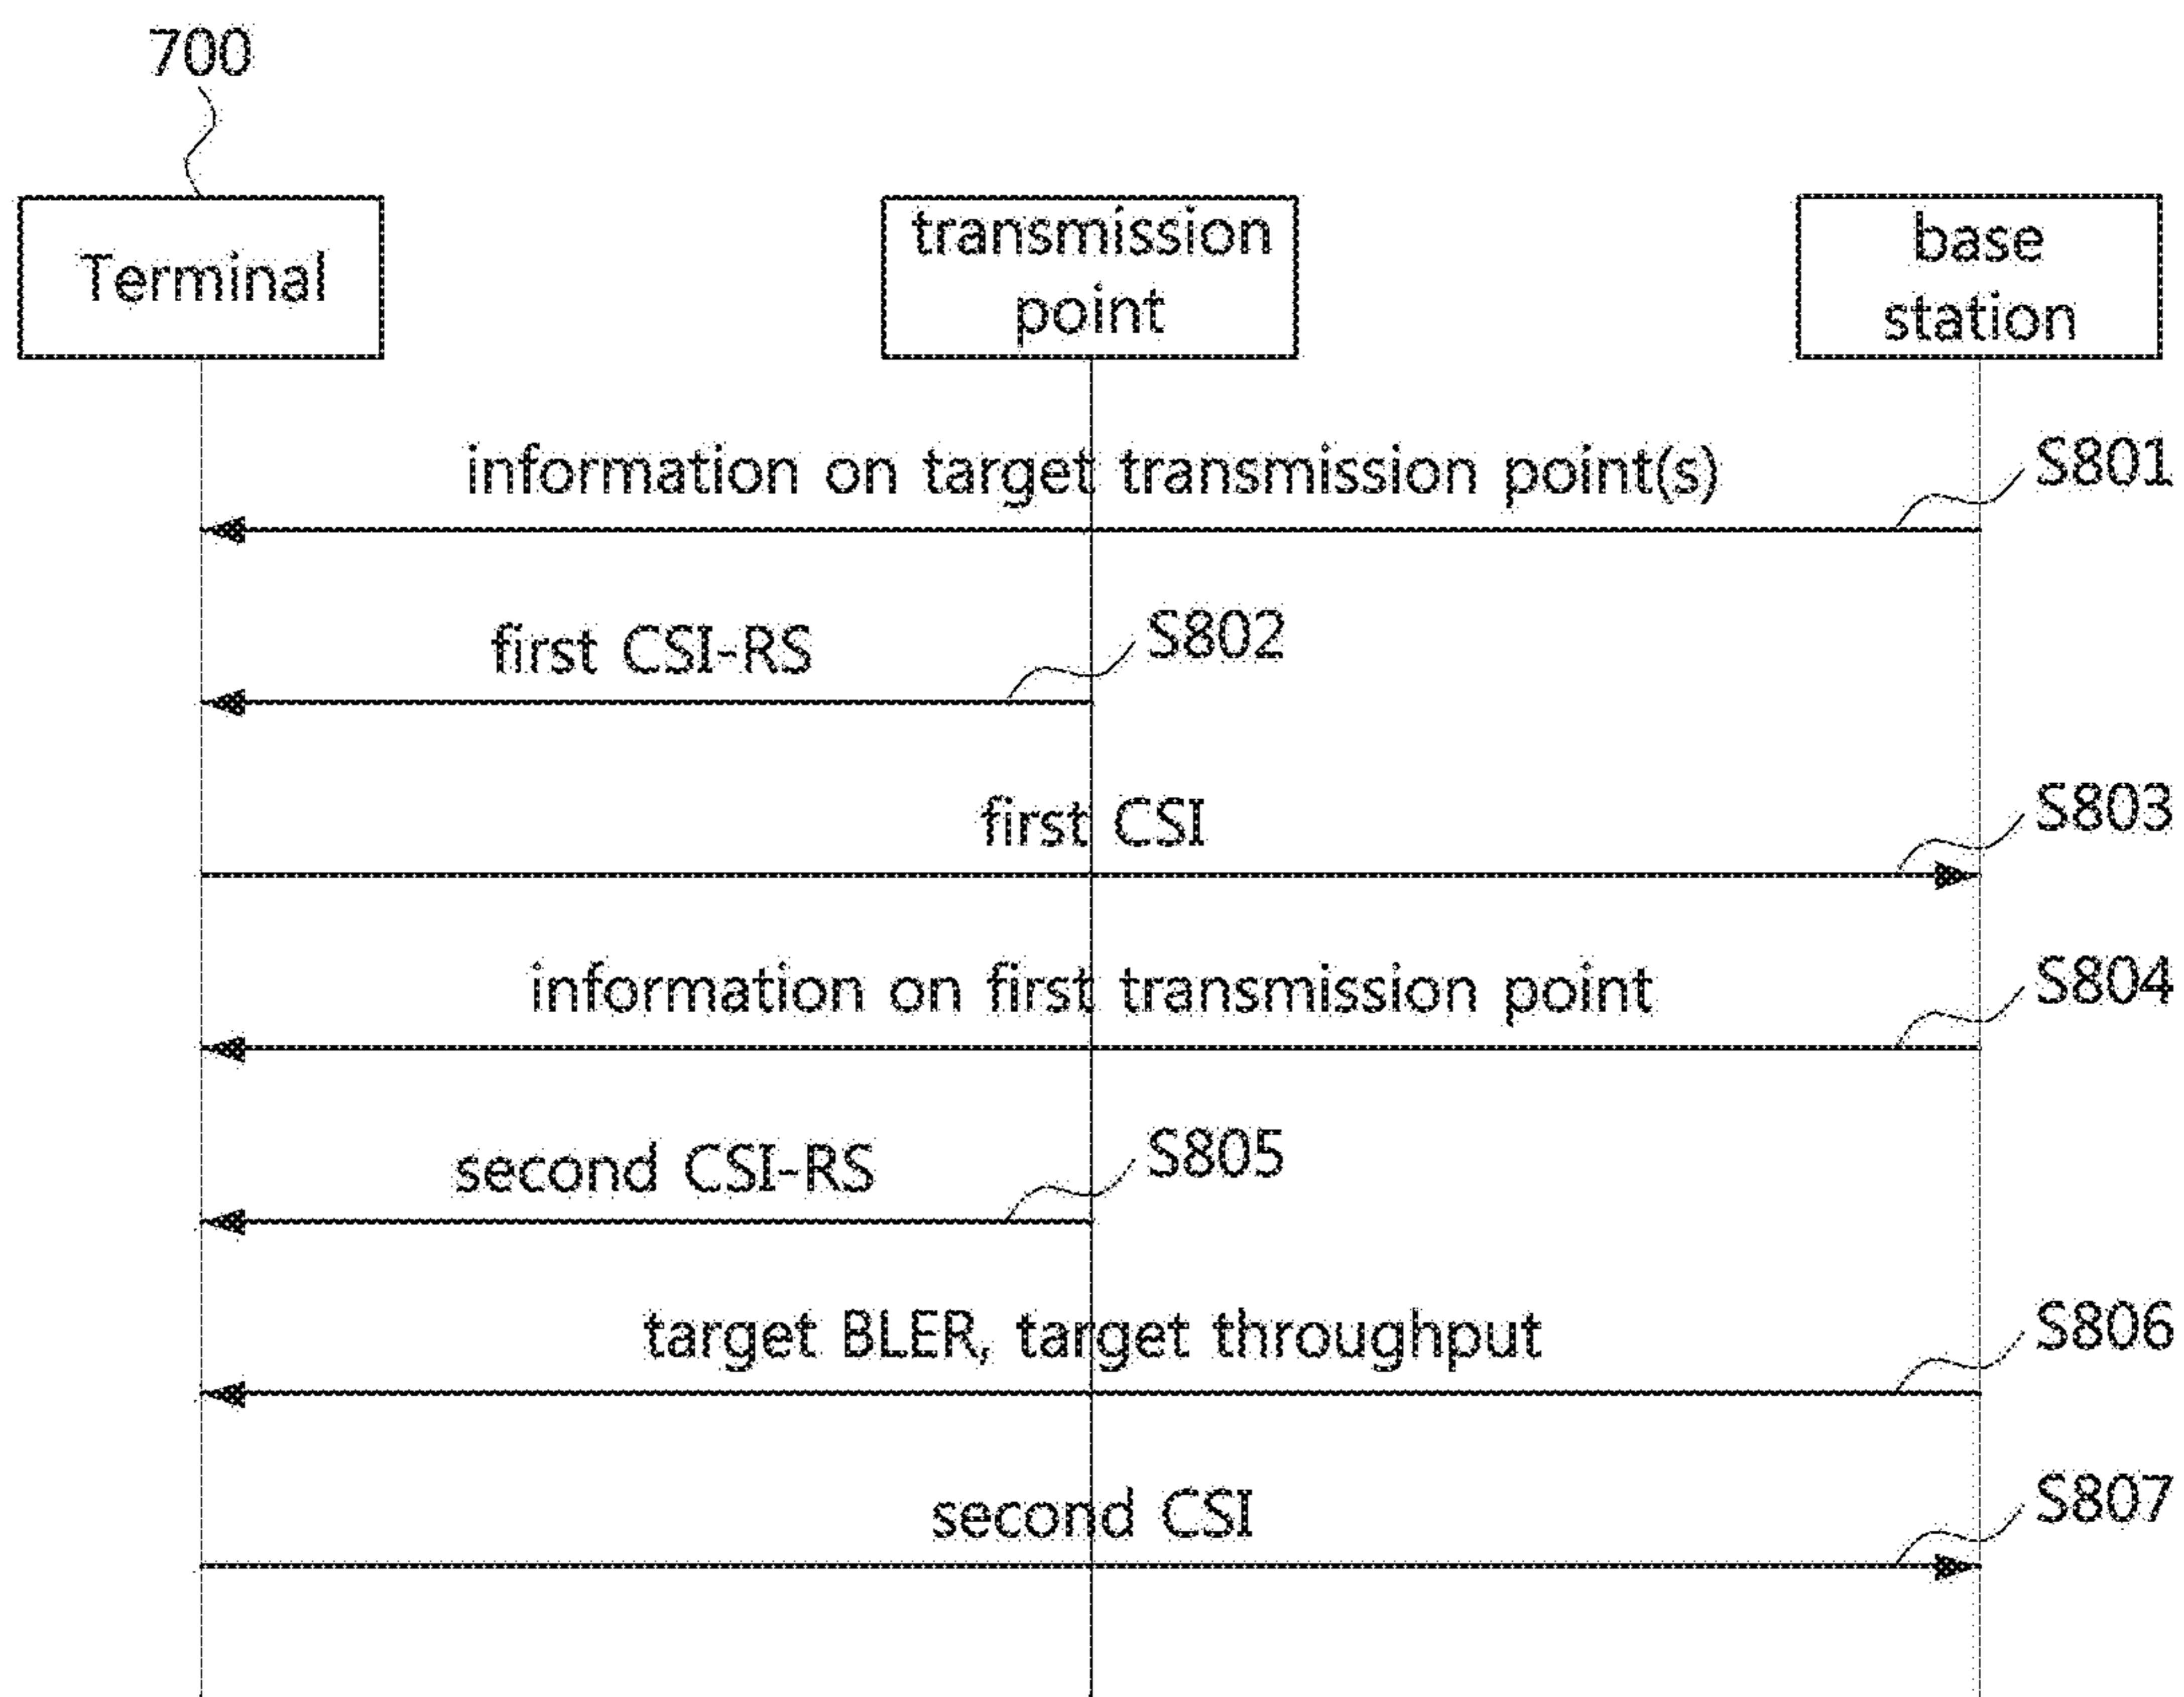 700
Terminal
transmission
point
base
station
information on target transmission point(s)
S801
first CSI-RS
S802
first CSI
S803
information on first transmission point
S804
second CSI-RS
S805
target BLER, target throughput
S806
second CSI
S807